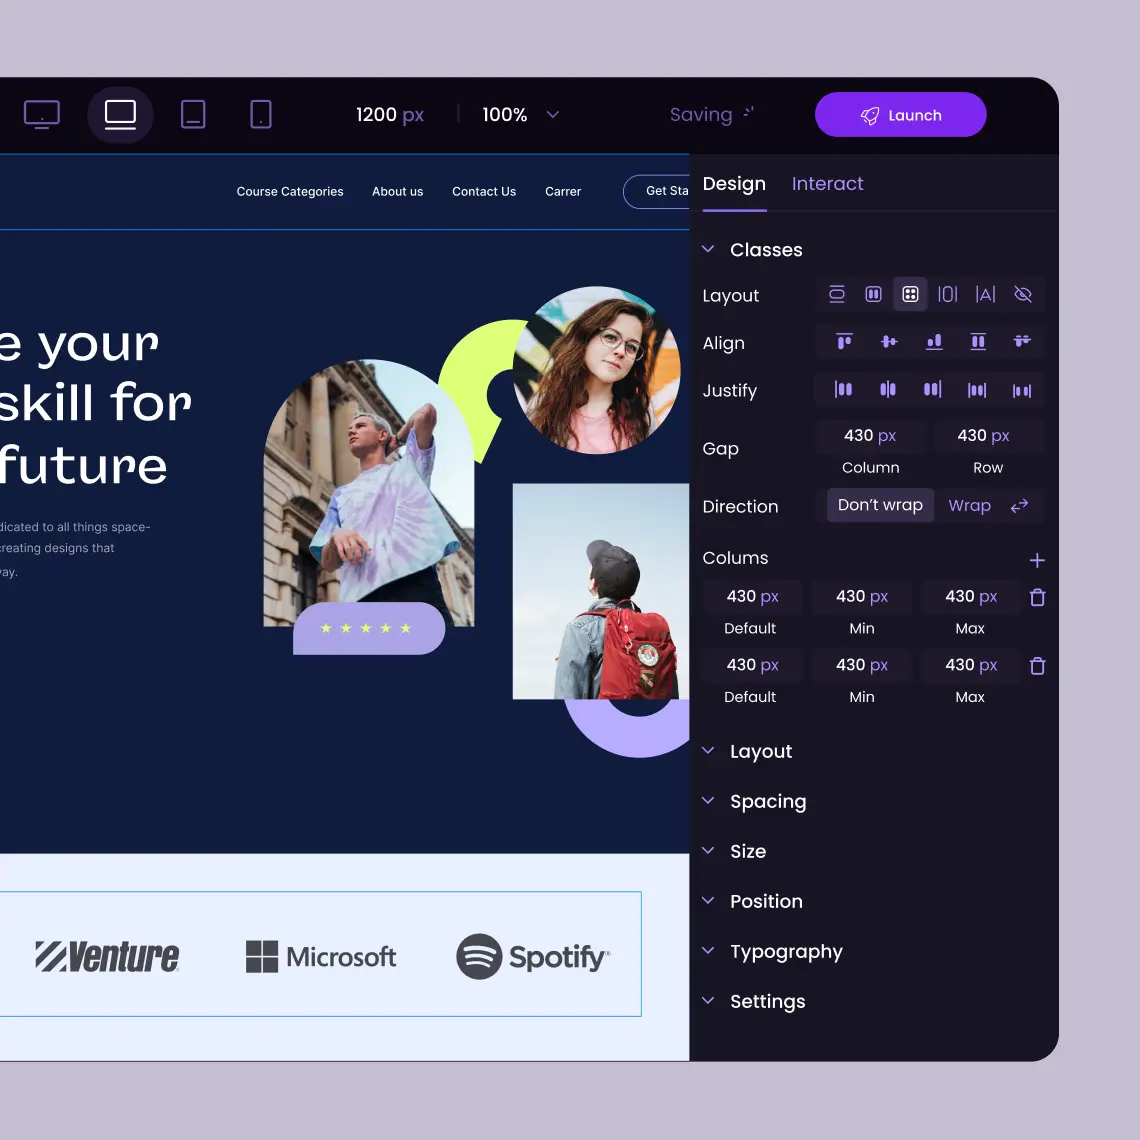 1200 px
100%
Saving
Launch
Course Categories
About us
Contact Us
Carrer
Get Sta
e your
skill for
future
dicated to all things space-
creating designs that
vay.
Venture
Microsoft
Spotify
Design
Interact
Classes
Layout
Align
Justify
Gap
430 px
430 px
Column
Row
Direction
Don't wrap
Wrap
Colums
430 px
430 px
430 px
Default
Min
Max
430 px
430 px
430 px
Default
Min
Max
Layout
Spacing
Size
Position
Typography
Settings